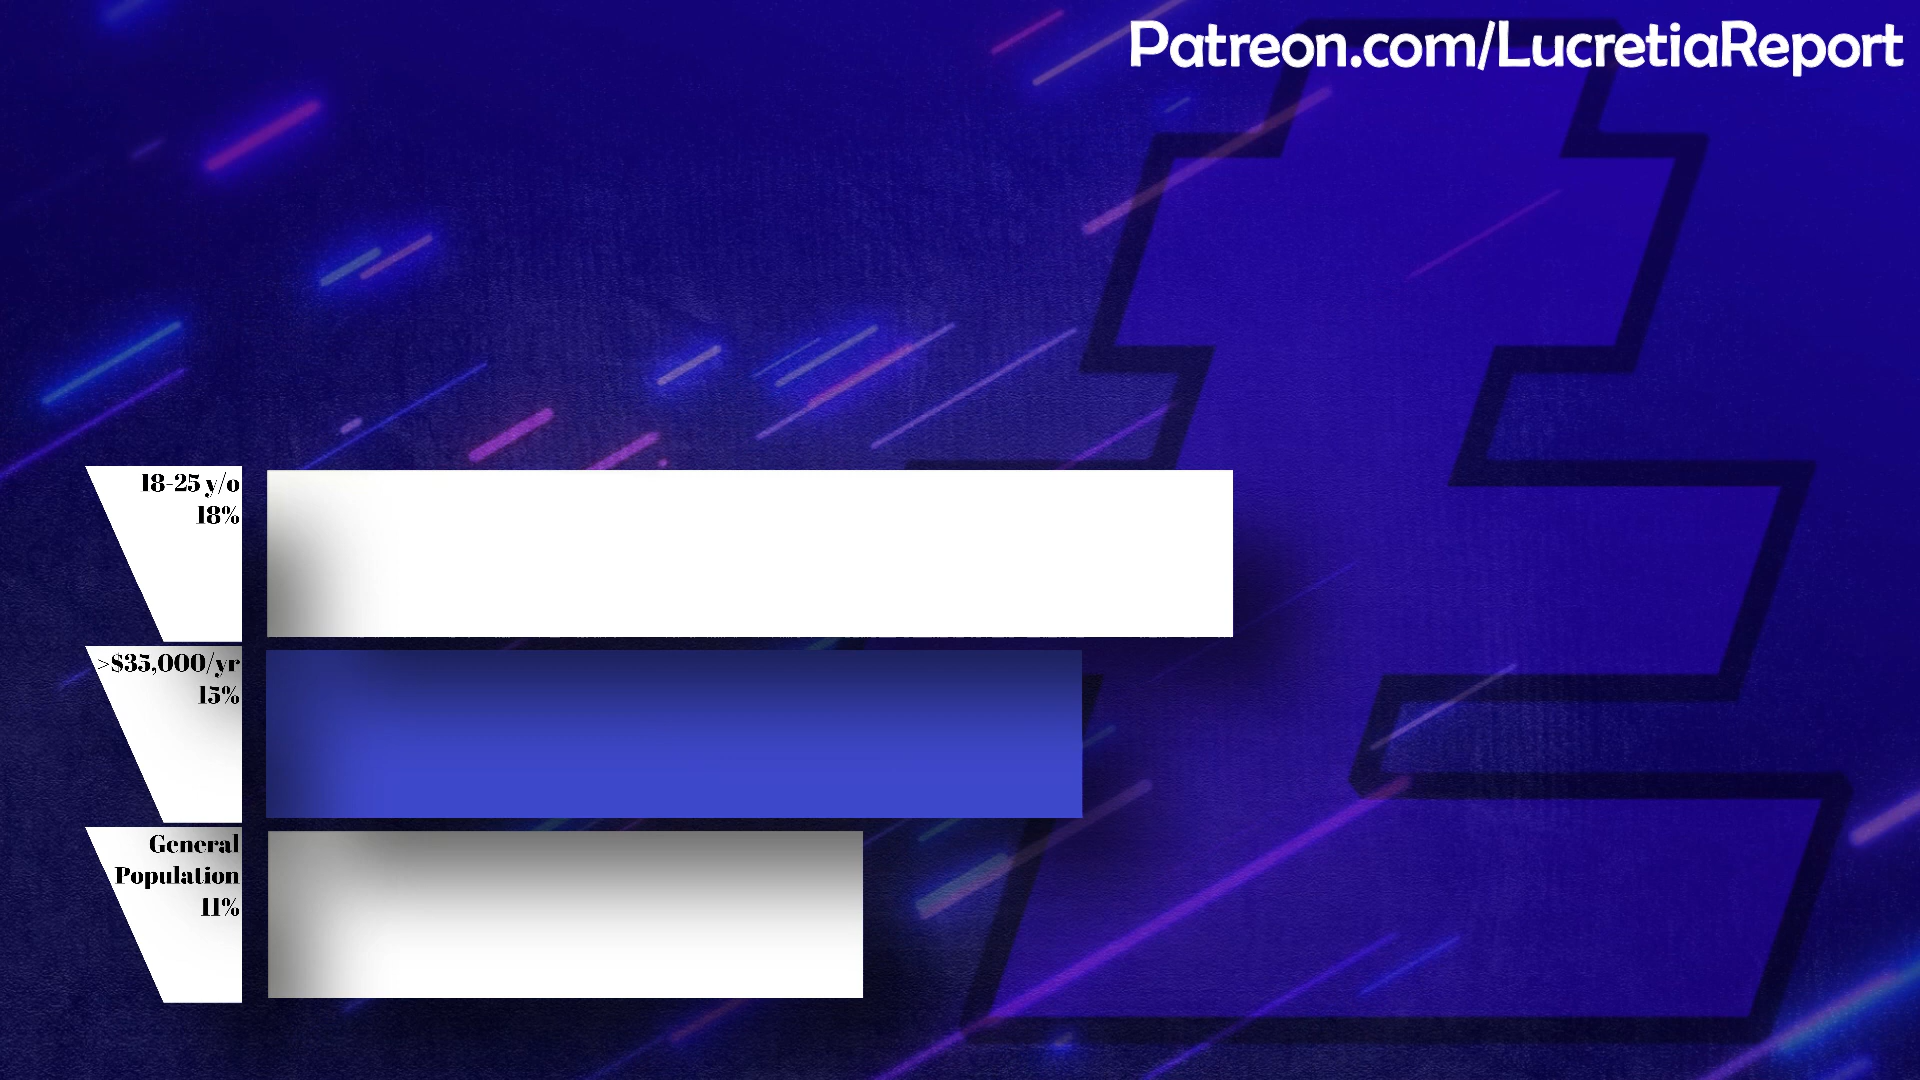 Patreon.com/LucretiaReport
18-25 y/o
18%
>$35,000/yr
15%
General
Population
11%